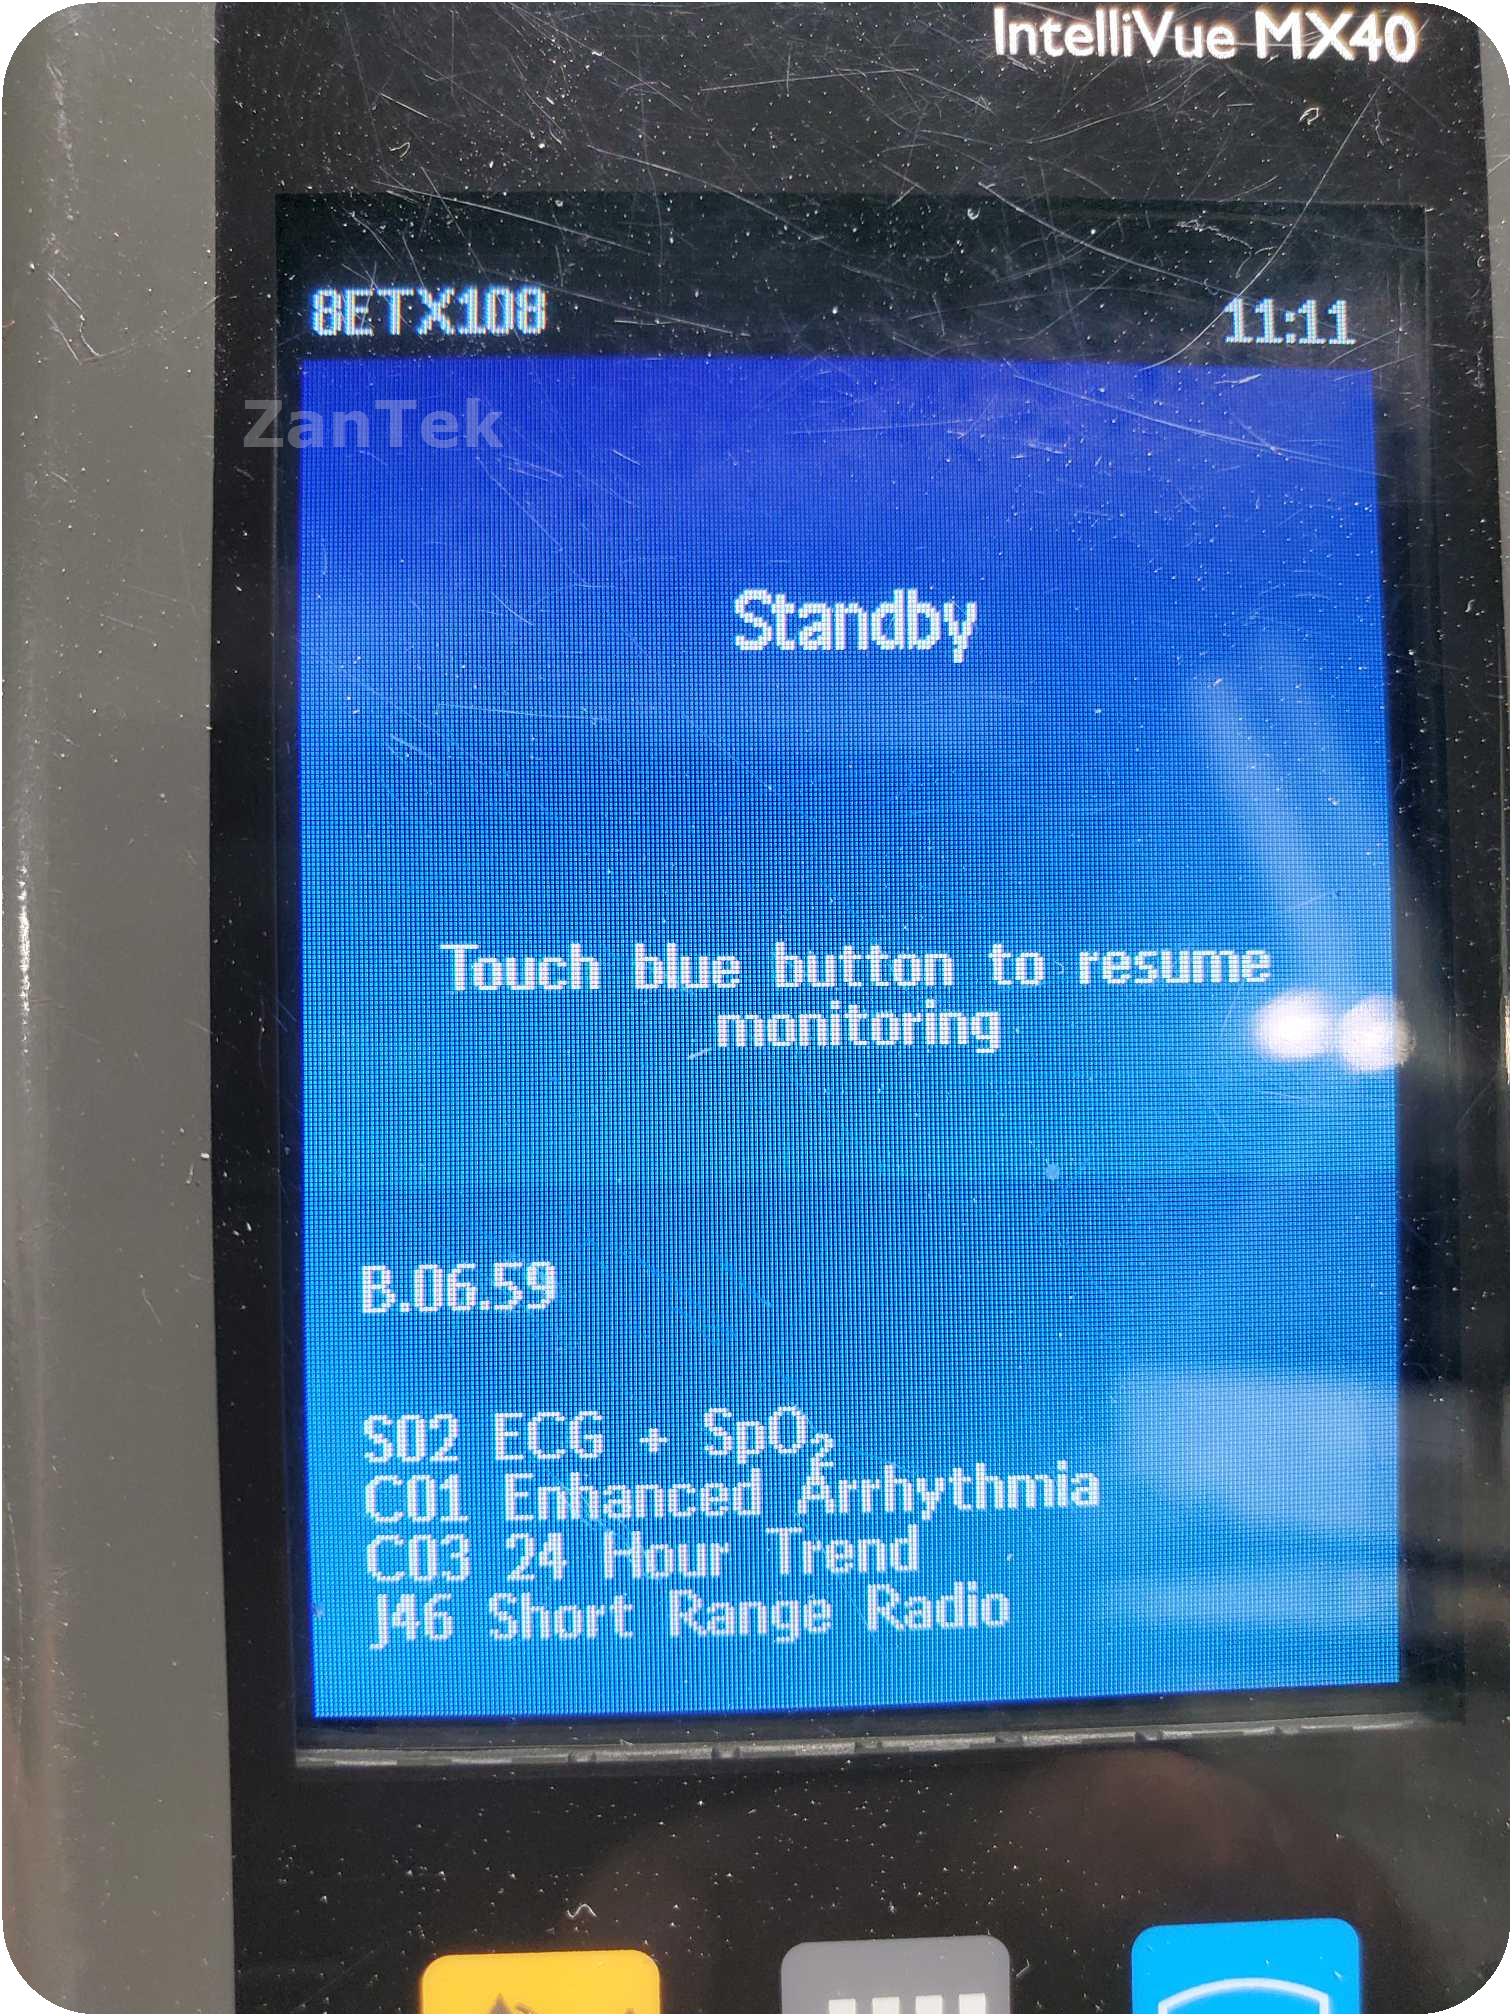 IntelliVue MX40
8ETX108 11:11
ZanTek
Standby
Touch blue button to resume
monitoring
B.06.59
S02 ECG + SpO₂
C01 Enhanced Arrhythmia
C03 24 Hour Trend
J46 Short Range Radio